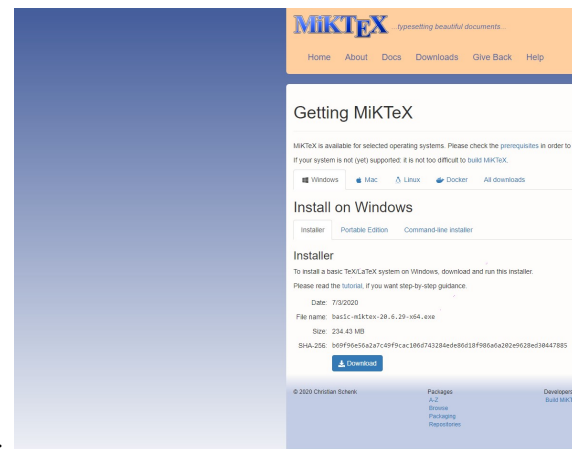 MiKTeX ...typesetting beautiful documents...
Home About Docs Downloads Give Back Help
Getting MiKTeX
MiKTeX is available for selected operating systems. Please check the prerequisites in order to
If your system is not (yet) supported: it is not too difficult to build MiKTeX.
Windows Mac Linux Docker All downloads
Install on Windows
Installer Portable Edition Command-line installer
Installer
To install a basic TeX/LaTeX system on Windows, download and run this installer.
Please read the tutorial, if you want step-by-step guidance.
Date: 7/3/2020
File name: basic-miktex-20.6.29-x64.exe
Size: 234.43 MB
SHA-256:
Download
© 2020 Christian Schenk Packages
A-Z Build MiKT
Browse
Packaging
Repositories